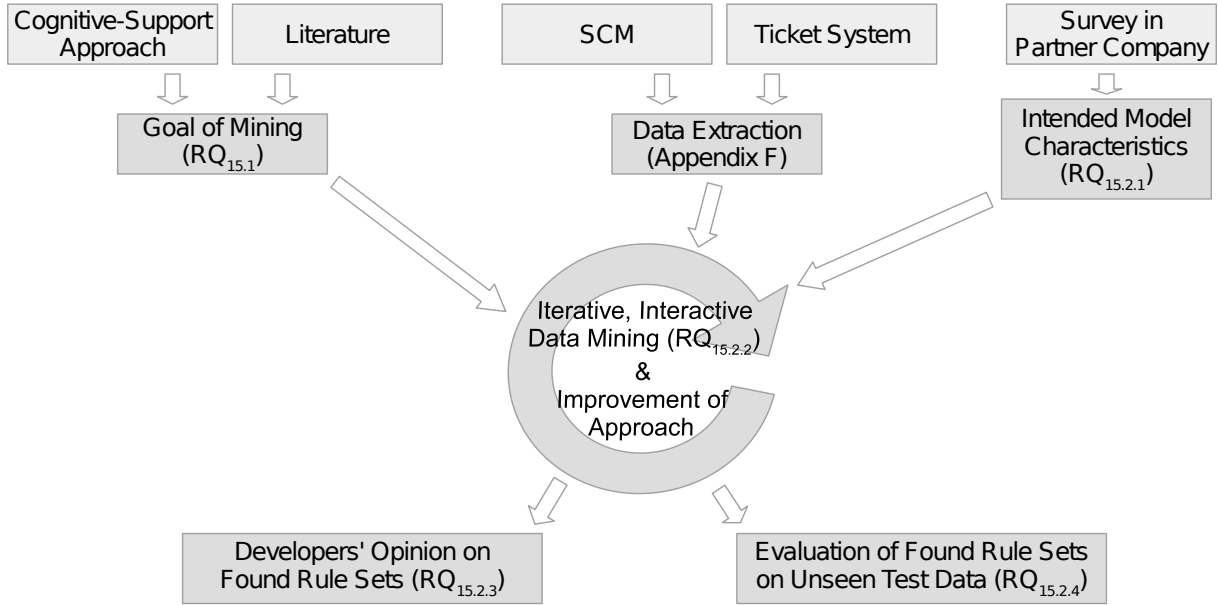 Cognitive-Support
Approach
Literature
SCM
Ticket System
Survey in
Partner Company
Goal of Mining
(RQ15.1)
Data Extraction
(Appendix F)
Intended Model
Characteristics
(RQ15.2.1)
Iterative, Interactive
Data Mining (RQ15.2.2)
&
Improvement of
Approach
Developers' Opinion on
Found Rule Sets (RQ15.2.3)
Evaluation of Found Rule Sets
on Unseen Test Data (RQ15.2.4)